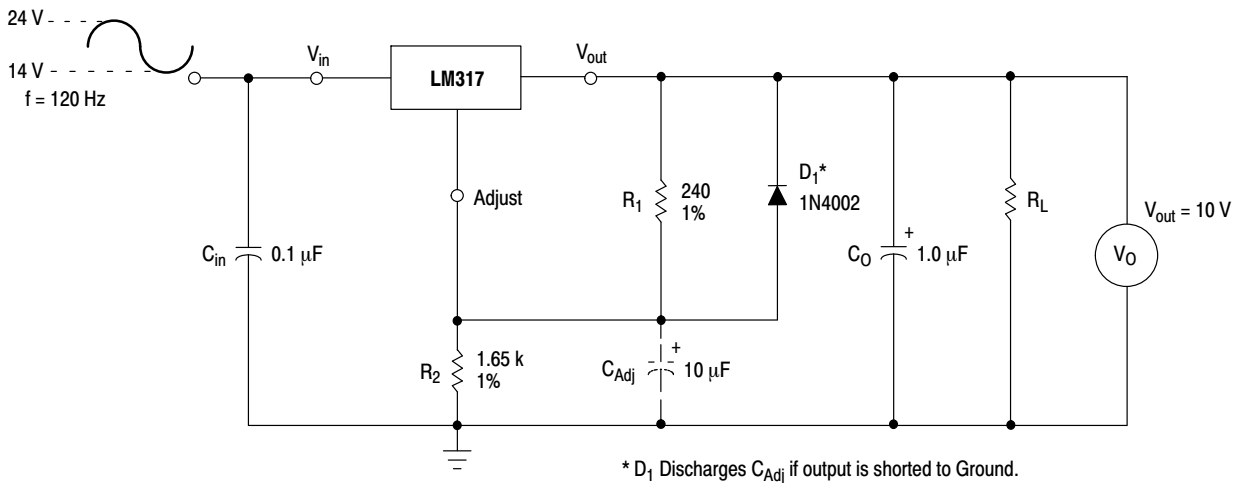 24 V
14 V
f = 120 Hz
Vin
LM317
Vout
Adjust
Cin
0.1 μF
R1
240
1%
D1*
1N4002
CO
+
1.0 μF
RL
Vout = 10 V
VO
R2
1.65 k
1%
CAdj
+
10 μF
* D1 Discharges CAdj if output is shorted to Ground.